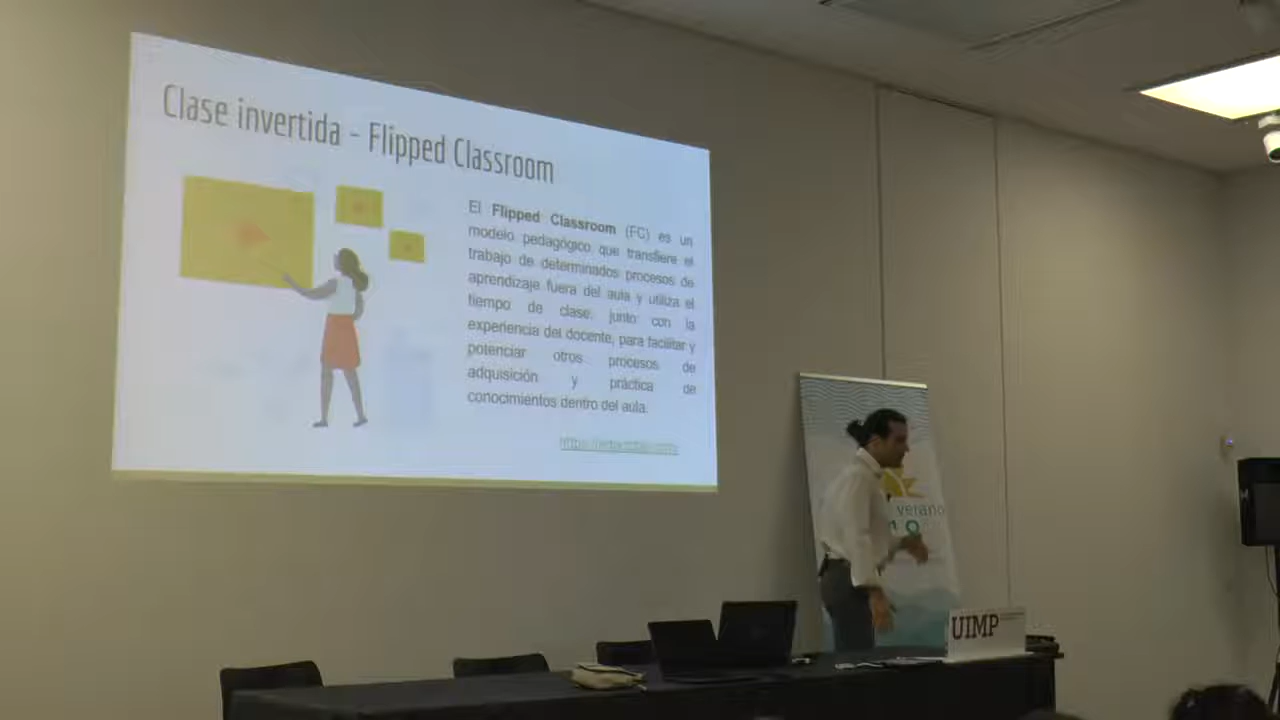 Clase invertida - Flipped Classroom
El Flipped Classroom (FC) es un
modelo pedagógico que transfiere el
trabajo de determinados procesos de
aprendizaje fuera del aula y utiliza el
tiempo de clase, junto con la
experiencia del docente, para facilitar y
potenciar otros procesos de
adquisición y práctica de
conocimientos dentro del aula.
verano
UIMP